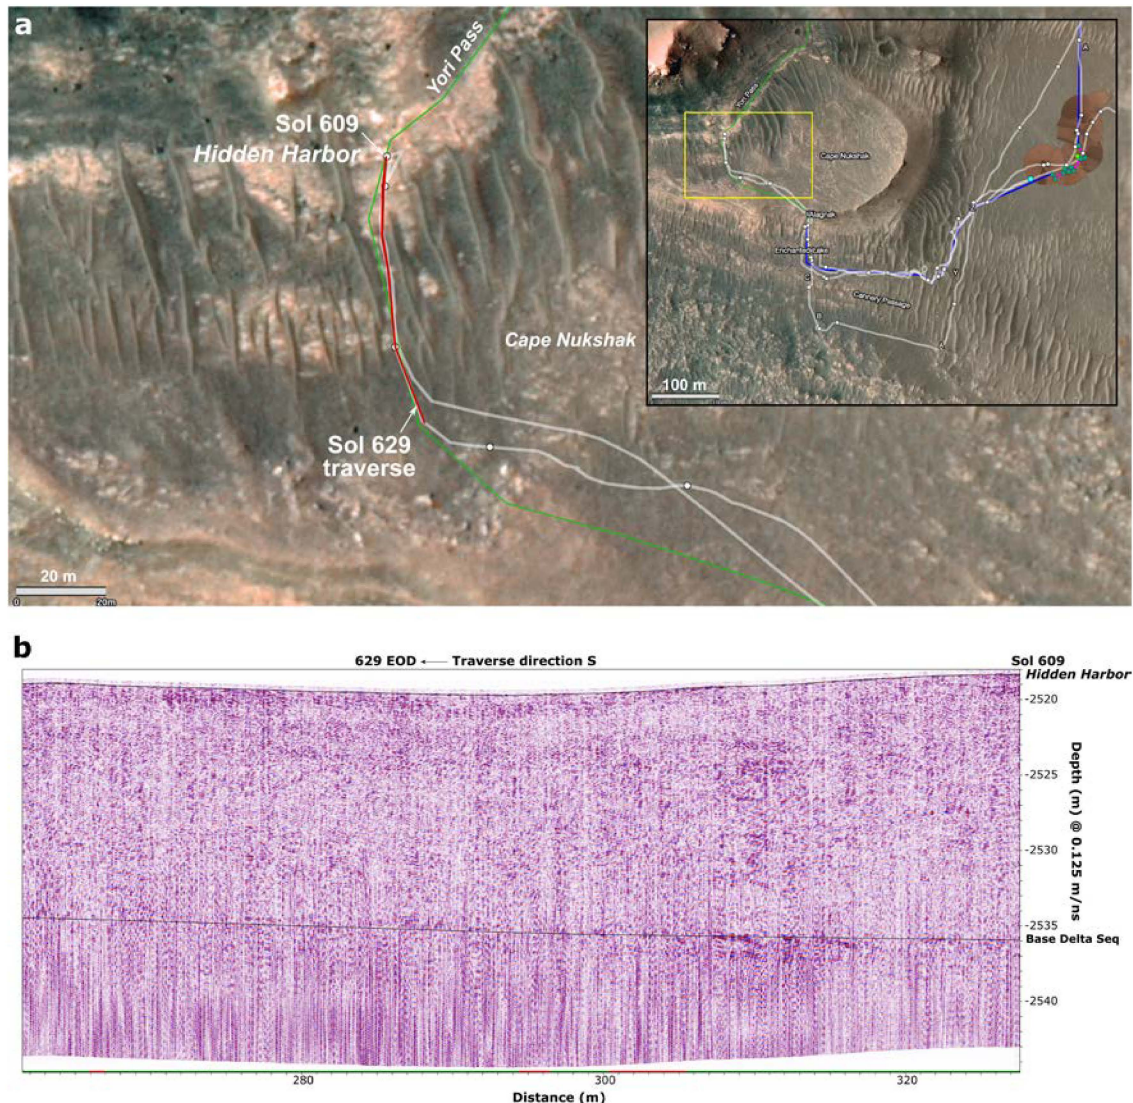 a
Yori Pass
Sol 609
Hidden Harbor
Cape Nukshak
Sol 629
traverse
20 m
0 20m
Yori Pass
Cape Nukshak
Alagnak
Enchanted Lake
C
Cannery Passage
B
Y
A
100 m
b
629 EOD ← Traverse direction S
Sol 609
Hidden Harbor
-2520
-2525
-2530
-2535
Base Delta Seq
-2540
Depth (m) @ 0.125 m/ns
280 300 320
Distance (m)